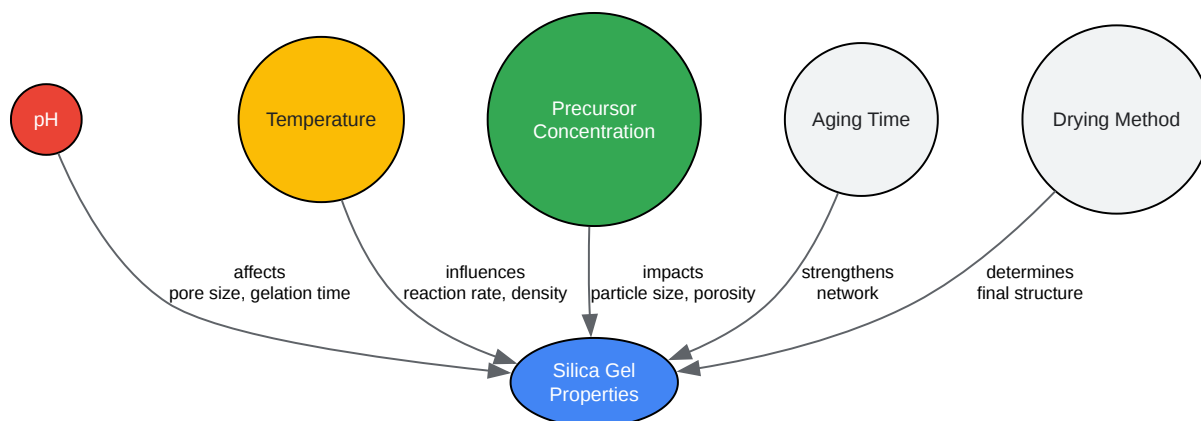 pH
Temperature
Precursor
Concentration
Aging Time
Drying Method
affects
pore size, gelation time
influences
reaction rate, density
impacts
particle size, porosity
strengthens
network
determines
final structure
Silica Gel
Properties